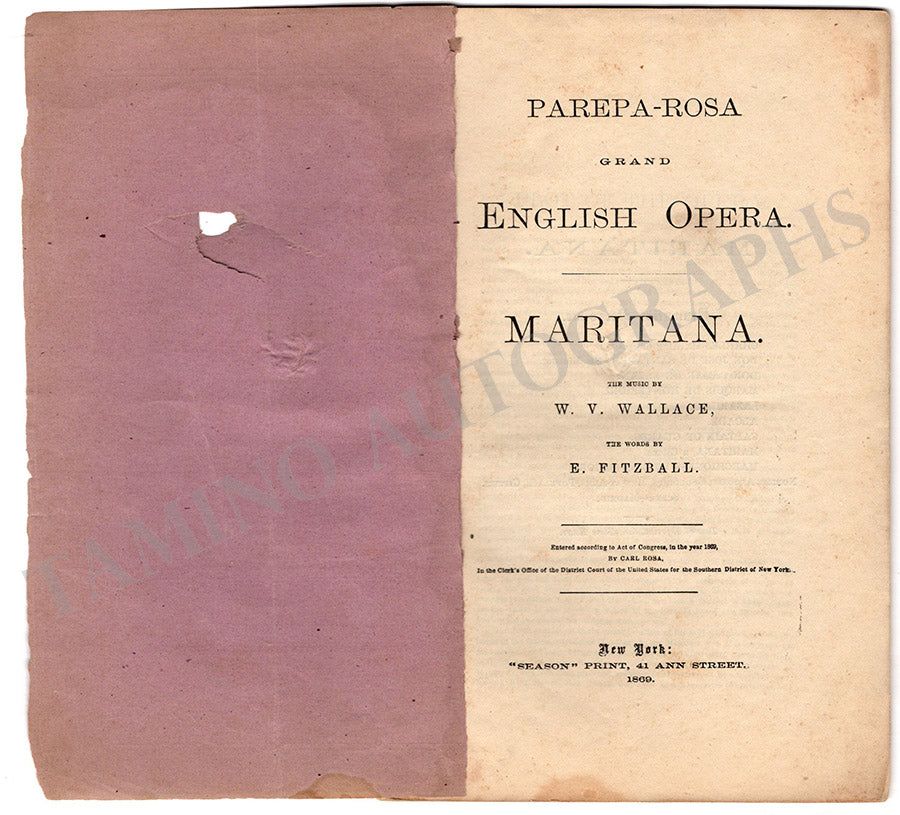 PAREPA-ROSA
GRAND
ENGLISH OPERA.
MARITANA.
THE MUSIC BY
W. V. WALLACE,
THE WORDS BY
E. FITZBALL.
Entered according to Act of Congress, in the year 1869,
BY CARL ROSA,
In the Clerk's Office of the District Court of the United States for the Southern District of New York.
New York:
"SEASON" PRINT, 41 ANN STREET.
1869.
TAMINO AUTOGRAPHS